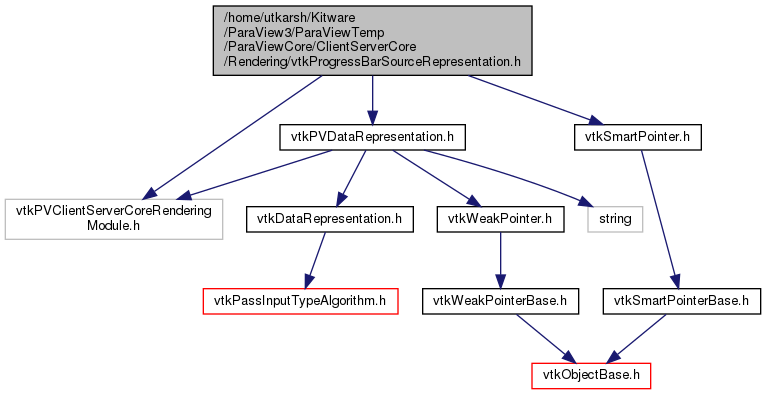 /home/utkarsh/Kitware
/ParaView3/ParaViewTemp
/ParaViewCore/ClientServerCore
/Rendering/vtkProgressBarSourceRepresentation.h
vtkPVDataRepresentation.h
vtkSmartPointer.h
vtkPVClientServerCoreRendering
Module.h
vtkDataRepresentation.h
vtkWeakPointer.h
string
vtkPassInputTypeAlgorithm.h
vtkWeakPointerBase.h
vtkSmartPointerBase.h
vtkObjectBase.h